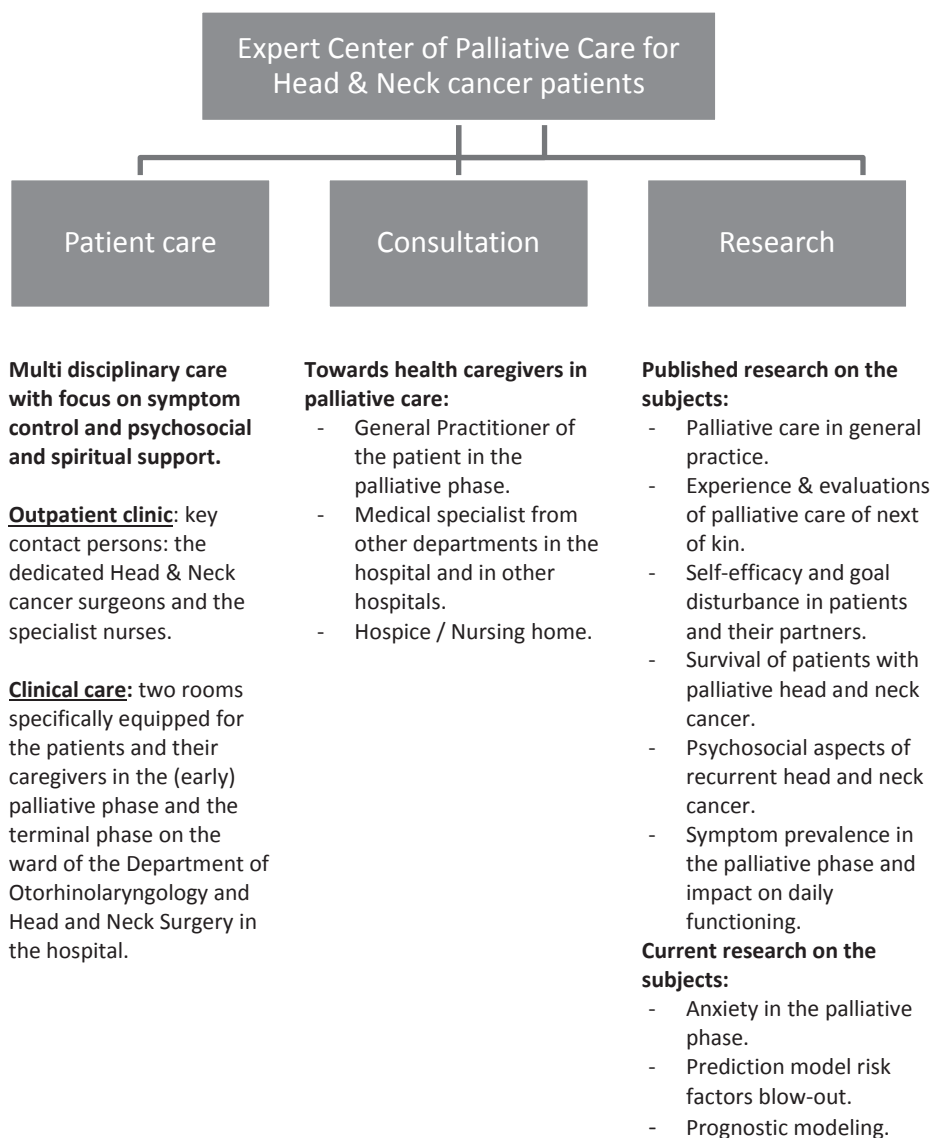 Expert Center of Palliative Care for
Head & Neck cancer patients
Patient care
Consultation
Research
Multi disciplinary care
with focus on symptom
control and psychosocial
and spiritual support.
Outpatient clinic: key
contact persons: the
dedicated Head & Neck
cancer surgeons and the
specialist nurses.
Clinical care: two rooms
specifically equipped for
the patients and their
caregivers in the (early)
palliative phase and the
terminal phase on the
ward of the Department of
Otorhinolaryngology and
Head and Neck Surgery in
the hospital.
Towards health caregivers in
palliative care:
- General Practitioner of
the patient in the
palliative phase.
- Medical specialist from
other departments in the
hospital and in other
hospitals.
- Hospice / Nursing home.
Published research on the
subjects:
- Palliative care in general
practice.
- Experience & evaluations
of palliative care of next
of kin.
- Self-efficacy and goal
disturbance in patients
and their partners.
- Survival of patients with
palliative head and neck
cancer.
- Psychosocial aspects of
recurrent head and neck
cancer.
- Symptom prevalence in
the palliative phase and
impact on daily
functioning.
Current research on the
subjects:
- Anxiety in the palliative
phase.
- Prediction model risk
factors blow-out.
- Prognostic modeling.